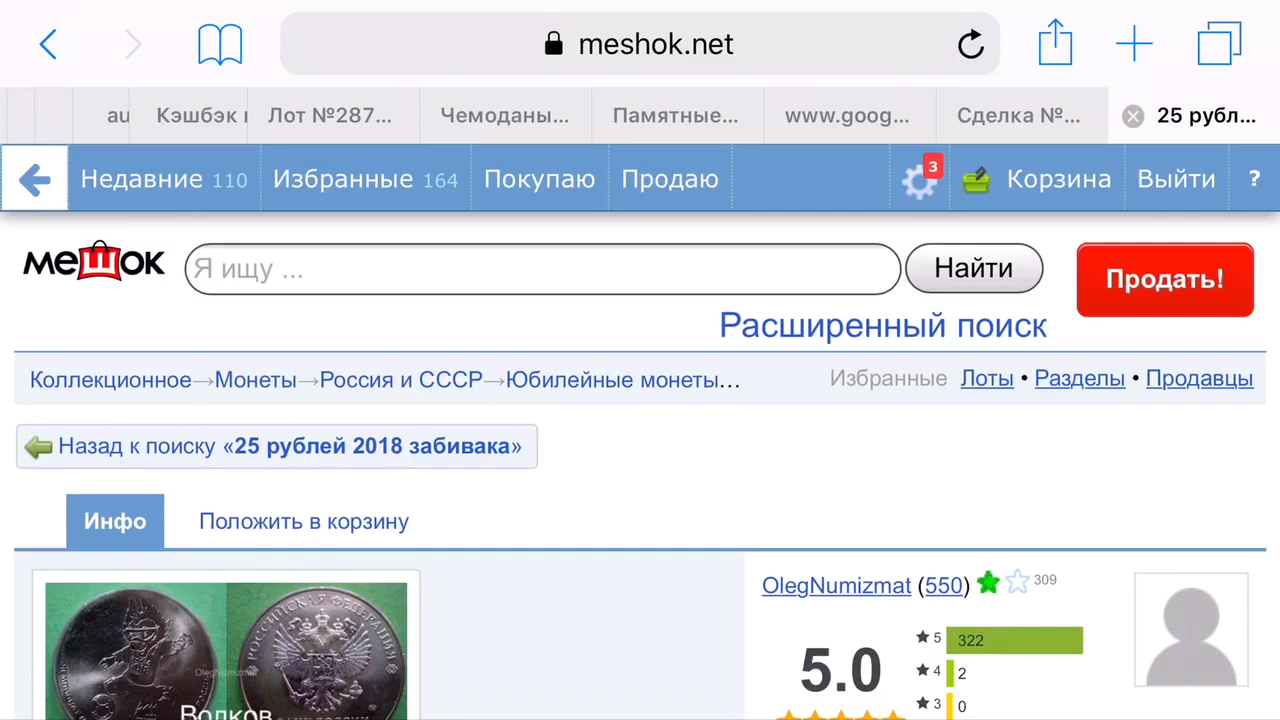 meshok.net
au
Кэшбэк
Лот №287...
Чемоданы...
Памятные...
www.goog...
Сделка №...
25 рубл...
Недавние 110
Избранные 164
Покупаю
Продаю
3
Корзина
Выйти
?
мешок
Я ищу ...
Найти
Продать!
Расширенный поиск
Коллекционное→Монеты→Россия и СССР→Юбилейные монеты...
Избранные Лоты • Разделы • Продавцы
Назад к поиску «25 рублей 2018 забивака»
Инфо
Положить в корзину
OlegNumizmat (550) 309
РОССИЙСКАЯ ФЕДЕРАЦИЯ
OlegNumizmat
Волков
5.0
5 322
4 2
3 0